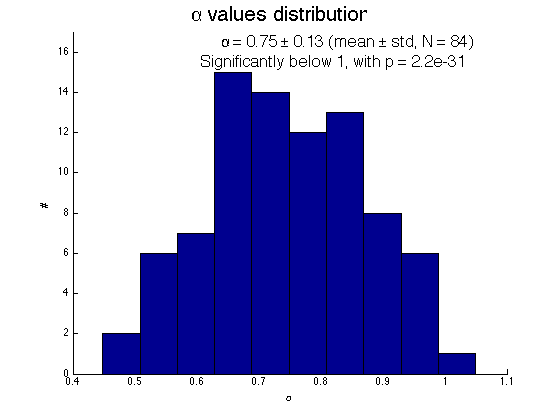 α values distribution
α = 0.75 ± 0.13 (mean ± std, N = 84)
Significantly below 1, with p = 2.2e-31
16
14
12
10
8
6
4
2
0
#
0.4 0.5 0.6 0.7 0.8 0.9 1 1.1
α